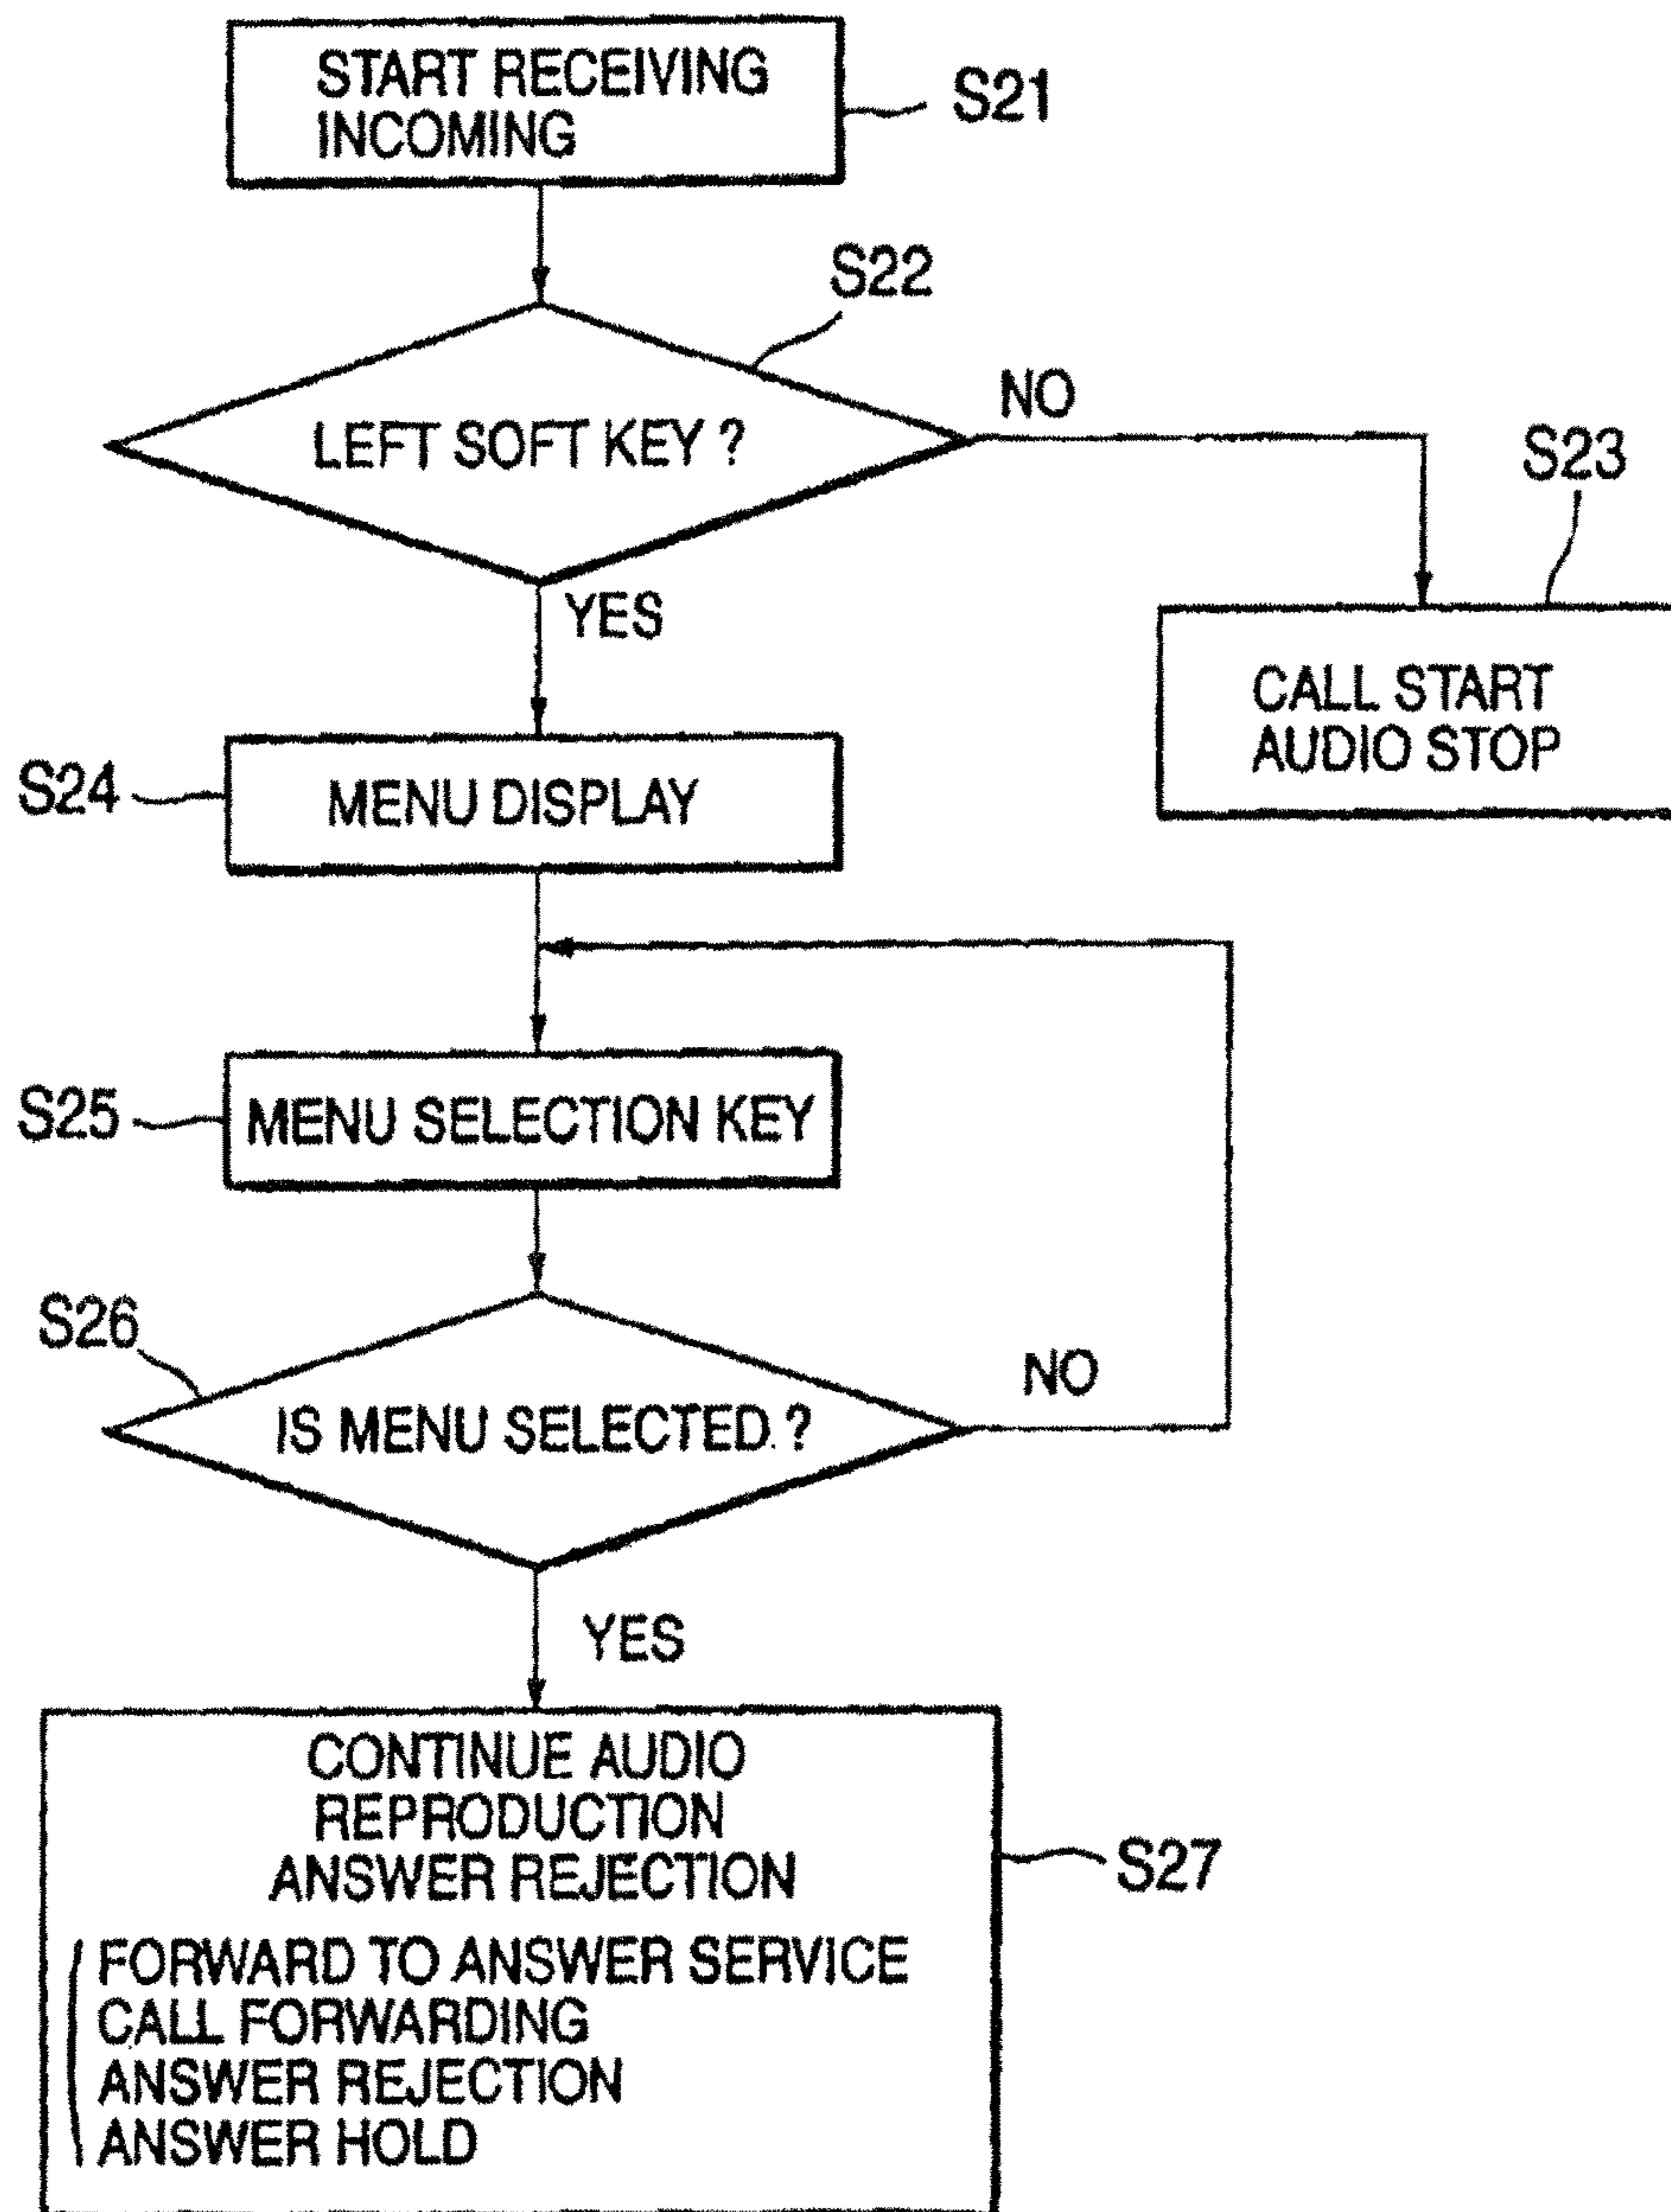 START RECEIVING
INCOMING
S21
S22
LEFT SOFT KEY ?
NO
YES
S23
CALL START
AUDIO STOP
S24
MENU DISPLAY
S25
MENU SELECTION KEY
S26
IS MENU SELECTED ?
NO
YES
CONTINUE AUDIO
REPRODUCTION
ANSWER REJECTION
S27
FORWARD TO ANSWER SERVICE
CALL FORWARDING
ANSWER REJECTION
ANSWER HOLD